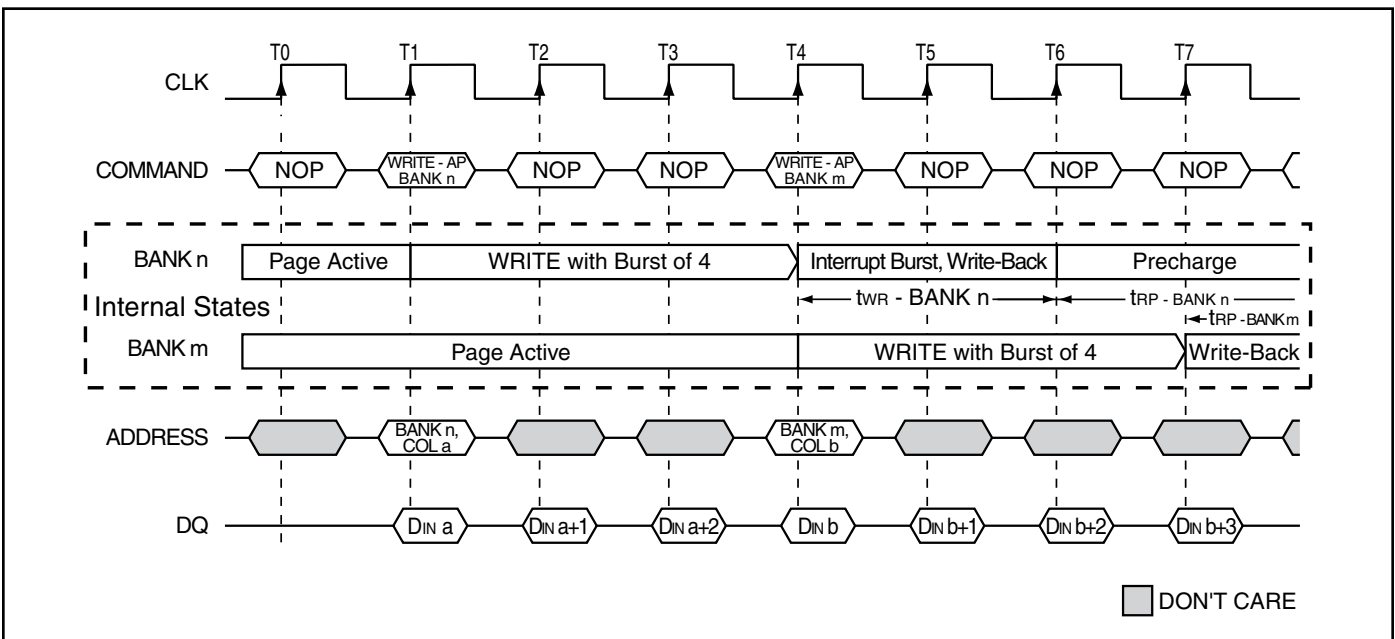 T0 T1 T2 T3 T4 T5 T6 T7
CLK
COMMAND NOP WRITE - AP BANK n NOP NOP WRITE - AP BANK m NOP NOP NOP
BANK n Page Active WRITE with Burst of 4 Interrupt Burst, Write-Back Precharge
tWR - BANK n tRP - BANK n
Internal States
tRP - BANK m
BANK m Page Active WRITE with Burst of 4 Write-Back
ADDRESS BANK n, COL a BANK m, COL b
DQ DIN a DIN a+1 DIN a+2 DIN b DIN b+1 DIN b+2 DIN b+3
DON'T CARE